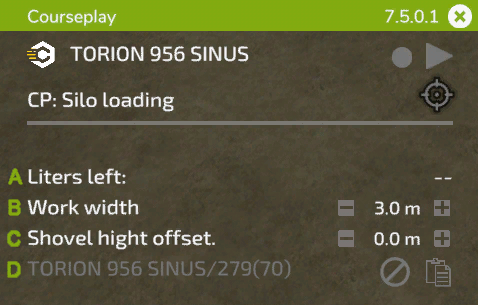 Courseplay 7.5.0.1
TORION 956 SINUS
CP: Silo loading
A Liters left: --
B Work width 3.0 m
C Shovel hight offset. 0.0 m
D TORION 956 SINUS/279(70)